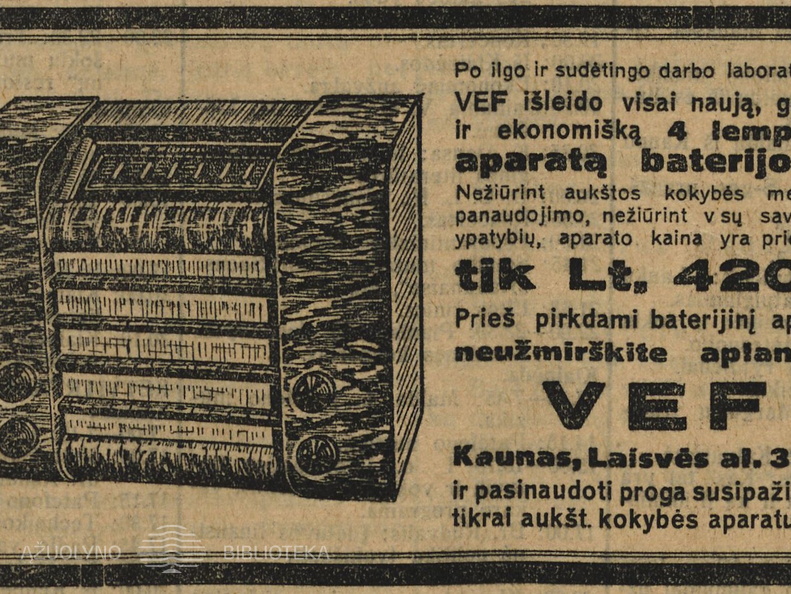 Po ilgo ir sudėtingo darbo laborat
VEF išleido visai naują, g
ir ekonomišką 4 lemp
aparatą baterijo
Nežiūrint aukštos kokybės me
panaudojimo, nežiūrint v sų sav
ypatybių, aparato kaina yra prie
tik Lt. 420
Prieš pirkdami baterijinį ap
neužmirškite aplan
VEF
Kaunas, Laisvės al. 3
ir pasinaudoti proga susipaži
tikrai aukšt. kokybės aparatu
AŽUOLYNO BIBLIOTEKA